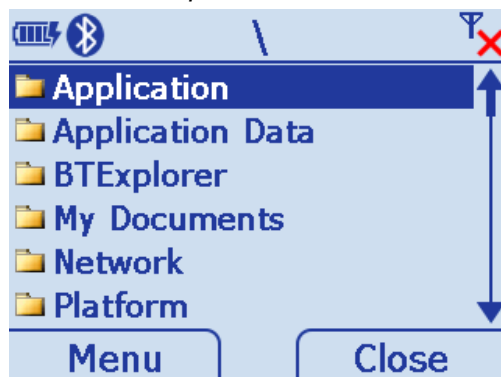 \
Application
Application Data
BTExplorer
My Documents
Network
Platform
Menu Close